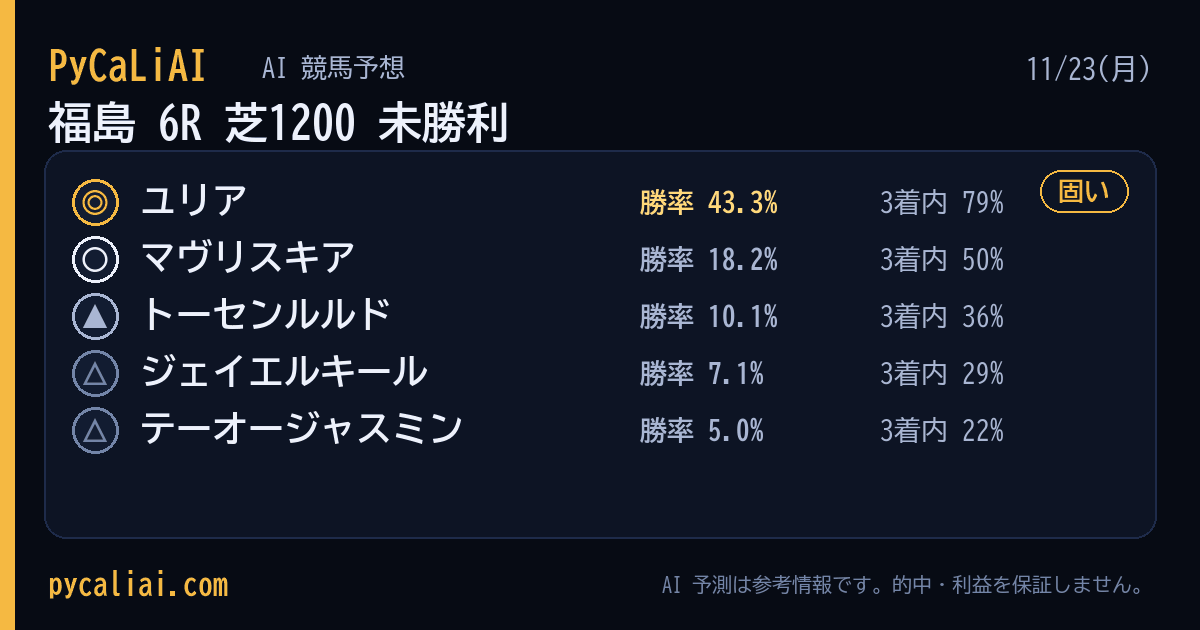 PyCaLiAI AI 競馬予想 11/23(月)
福島 6R 芝1200 未勝利
◎ ユリア 勝率 43.3% 3着内 79% 固い
○ マヴリスキア 勝率 18.2% 3着内 50%
▲ トーセンルルド 勝率 10.1% 3着内 36%
△ ジェイエルキール 勝率 7.1% 3着内 29%
△ テーオージャスミン 勝率 5.0% 3着内 22%
pycaliai.com AI 予測は参考情報です。的中・利益を保証しません。